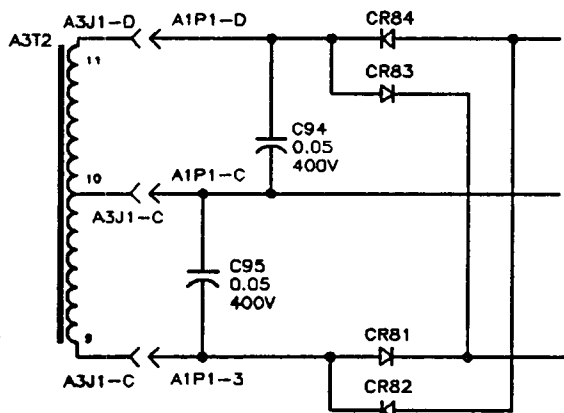 A3J1-D
A1P1-D
CR84
A3T2
11
CR83
C94
0.05
400V
10
A1P1-C
A3J1-C
C95
0.05
400V
9
CR81
A3J1-C
A1P1-3
CR82